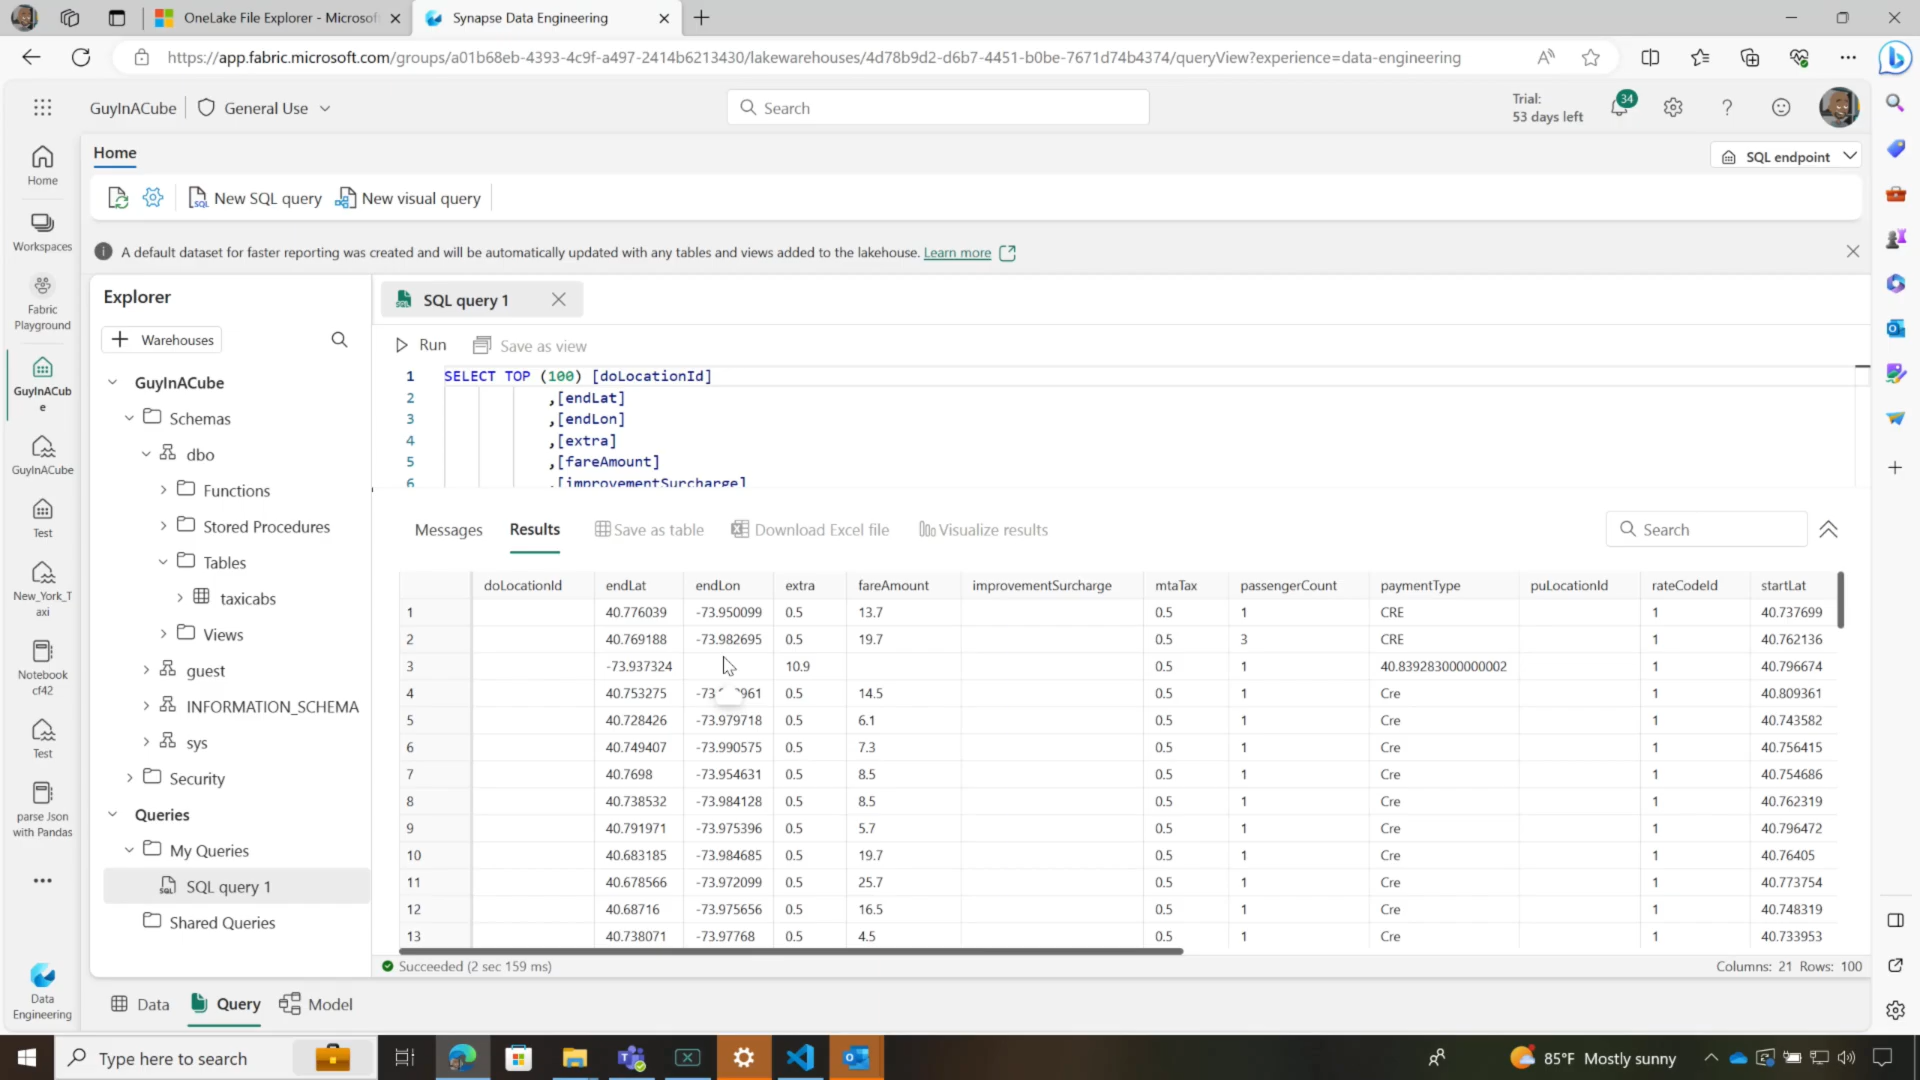 OneLake File Explorer - Microsof
Synapse Data Engineering
https://app.fabric.microsoft.com/groups/a01b68eb-4393-4c9f-a497-2414b6213430/lakewarehouses/4d78b9d2-d6b7-4451-b0be-7671d74b4374/queryView?experience=data-engineering
GuyInACube
General Use
Search
Trial:
53 days left
34
Home
Home
SQL endpoint
New SQL query
New visual query
Workspaces
A default dataset for faster reporting was created and will be automatically updated with any tables and views added to the lakehouse. Learn more
Explorer
SQL query 1
Fabric
Playground
Warehouses
Run
Save as view
GuyInACub
e
GuyInACube
1 SELECT TOP (100) [doLocationId]
2 ,[endLat]
3 ,[endLon]
4 ,[extra]
5 ,[fareAmount]
6 ,[improvementSurcharge]
Schemas
dbo
GuyInACube
Functions
Stored Procedures
Test
Tables
taxicabs
New_York_T
axi
Views
guest
Notebook
cf42
INFORMATION_SCHEMA
sys
Test
Security
Queries
parse Json
with Pandas
My Queries
SQL query 1
Shared Queries
Data
Engineering
Messages Results Save as table Download Excel file Visualize results Search
doLocationId endLat endLon extra fareAmount improvementSurcharge mtaTax passengerCount paymentType puLocationId rateCodeId startLat
1 40.776039 -73.950099 0.5 13.7 0.5 1 CRE 1 40.737699
2 40.769188 -73.982695 0.5 19.7 0.5 3 CRE 1 40.762136
3 -73.937324 10.9 0.5 1 40.839283000000002 1 40.796674
4 40.753275 0.5 14.5 0.5 1 Cre 1 40.809361
5 40.728426 -73.979718 0.5 6.1 0.5 1 Cre 1 40.743582
6 40.749407 -73.990575 0.5 7.3 0.5 1 Cre 1 40.756415
7 40.7698 -73.954631 0.5 8.5 0.5 1 Cre 1 40.754686
8 40.738532 -73.984128 0.5 8.5 0.5 1 Cre 1 40.762319
9 40.791971 -73.975396 0.5 5.7 0.5 1 Cre 1 40.796472
10 40.683185 -73.984685 0.5 19.7 0.5 1 Cre 1 40.76405
11 40.678566 -73.972099 0.5 25.7 0.5 1 Cre 1 40.773754
12 40.68716 -73.975656 0.5 16.5 0.5 1 Cre 1 40.748319
13 40.738071 -73.97768 0.5 4.5 0.5 1 Cre 1 40.733953
Succeeded (2 sec 159 ms)
Columns: 21 Rows: 100
Data Query Model
Type here to search
85°F Mostly sunny